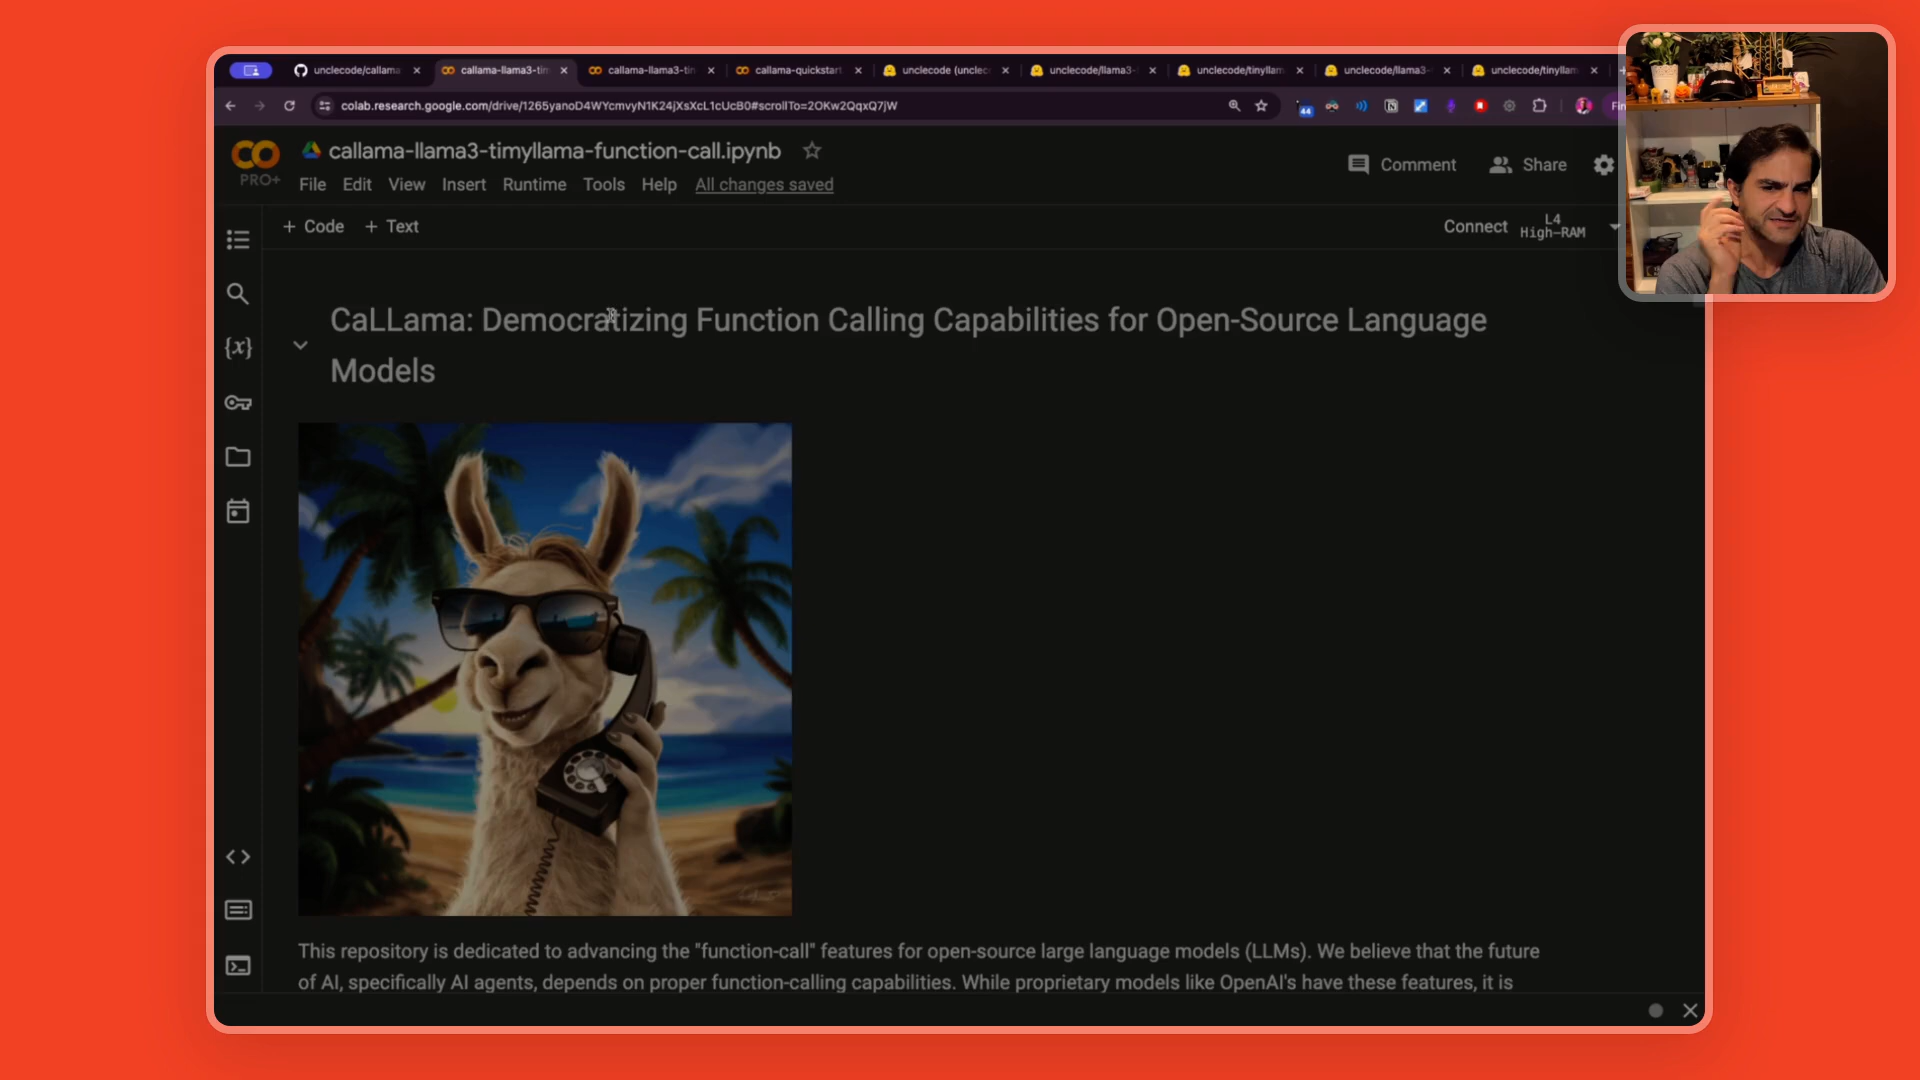 unclecode/callama
callama-llama3-tim
callama-llama3-tin
callama-quickstart.
unclecode (unclec
unclecode/llama3-
unclecode/tinyllam
unclecode/llama3-
unclecode/tinyllam
colab.research.google.com/drive/1265yanoD4WYcmvyN1K24jXsXcL1cUcB0#scrollTo=2OKw2QqxQ7jW
44
Fin
PRO+
callama-llama3-timyllama-function-call.ipynb
Comment
Share
File Edit View Insert Runtime Tools Help All changes saved
+ Code + Text
Connect
L4
High-RAM
CaLLama: Democratizing Function Calling Capabilities for Open-Source Language
Models
This repository is dedicated to advancing the "function-call" features for open-source large language models (LLMs). We believe that the future
of AI, specifically AI agents, depends on proper function-calling capabilities. While proprietary models like OpenAI's have these features, it is